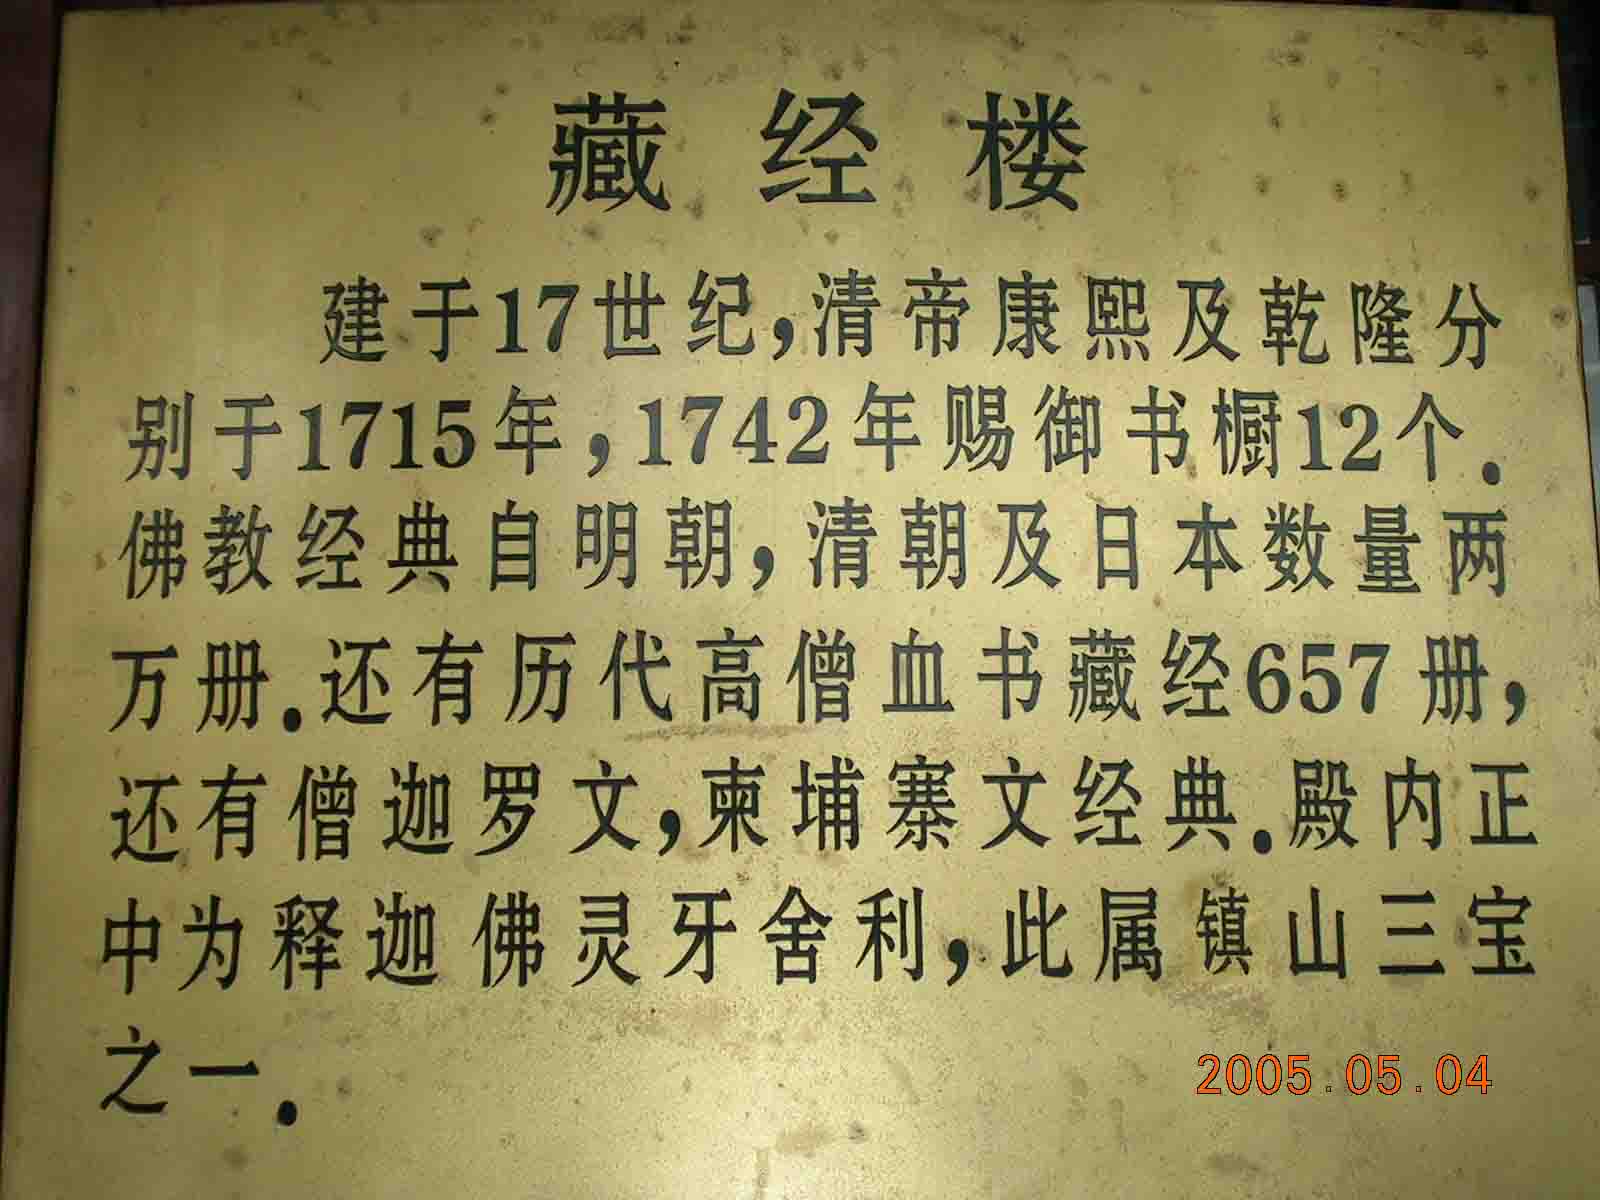 藏经楼
建于17世纪,清帝康熙及乾隆分
别于1715年,1742年赐御书橱12个.
佛教经典自明朝,清朝及日本数量两
万册.还有历代高僧血书藏经657册,
还有僧迦罗文,柬埔寨文经典.殿内正
中为释迦佛灵牙舍利,此属镇山三宝
之一.
2005.05.04